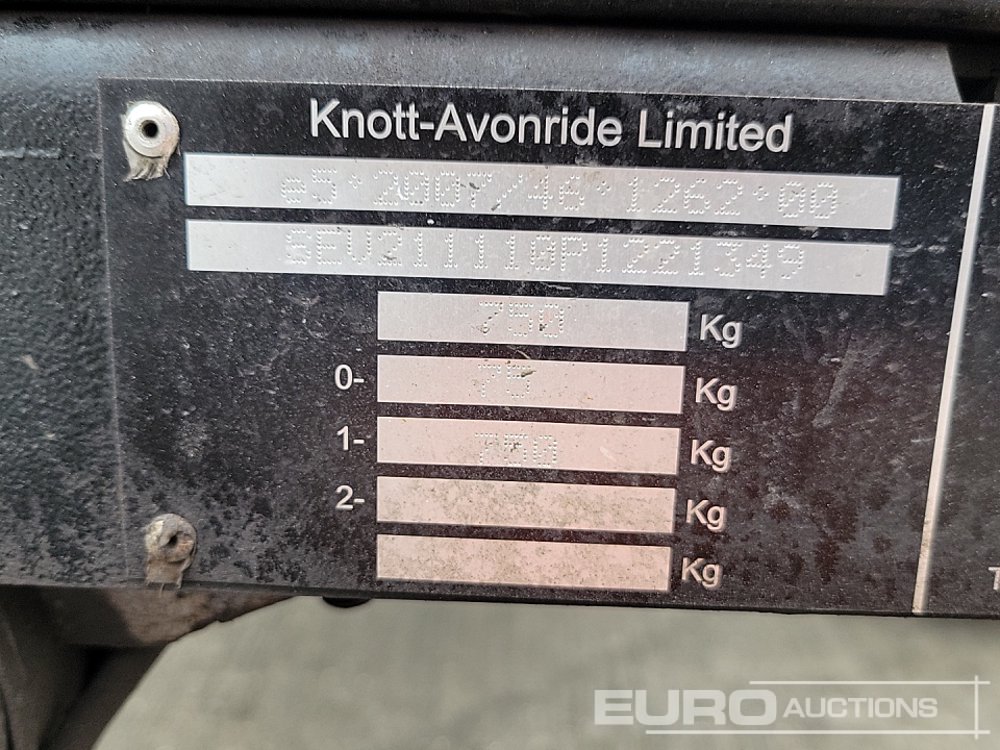 Knott-Avonride Limited
e5*2007/46*1262*00
SEV211110P1221349
750 Kg
0- 75 Kg
1- 750 Kg
2- Kg
Kg
T
EURO AUCTIONS